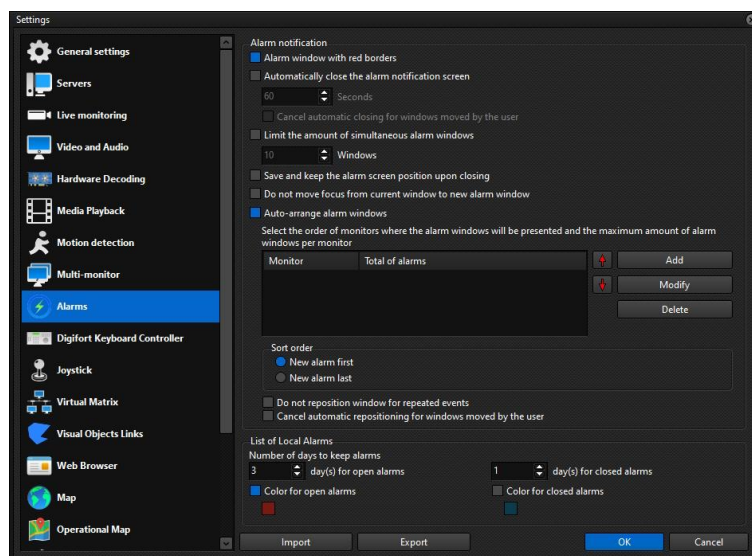 Settings
General settings
Servers
Live monitoring
Video and Audio
Hardware Decoding
Media Playback
Motion detection
Multi-monitor
Alarms
Digifort Keyboard Controller
Joystick
Virtual Matrix
Visual Objects Links
Web Browser
Map
Operational Map
Alarm notification
Alarm window with red borders
Automatically close the alarm notification screen
60 Seconds
Cancel automatic closing for windows moved by the user
Limit the amount of simultaneous alarm windows
10 Windows
Save and keep the alarm screen position upon closing
Do not move focus from current window to new alarm window
Auto-arrange alarm windows
Select the order of monitors where the alarm windows will be presented and the maximum amount of alarm
windows per monitor
Monitor Total of alarms
Add
Modify
Delete
Sort order
New alarm first
New alarm last
Do not reposition window for repeated events
Cancel automatic repositioning for windows moved by the user
List of Local Alarms
Number of days to keep alarms
3 day(s) for open alarms 1 day(s) for closed alarms
Color for open alarms Color for closed alarms
Import Export OK Cancel